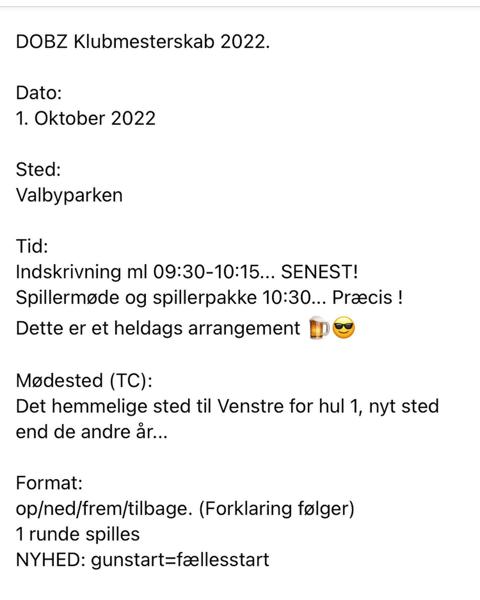 DOBZ Klubmesterskab 2022.
Dato:
1. Oktober 2022
Sted:
Valbyparken
Tid:
Indskrivning ml 09:30-10:15... SENEST!
Spillermøde og spillerpakke 10:30... Præcis !
Dette er et heldags arrangement 🍺😎
Mødested (TC):
Det hemmelige sted til Venstre for hul 1, nyt sted
end de andre år...
Format:
op/ned/frem/tilbage. (Forklaring følger)
1 runde spilles
NYHED: gunstart=fællesstart